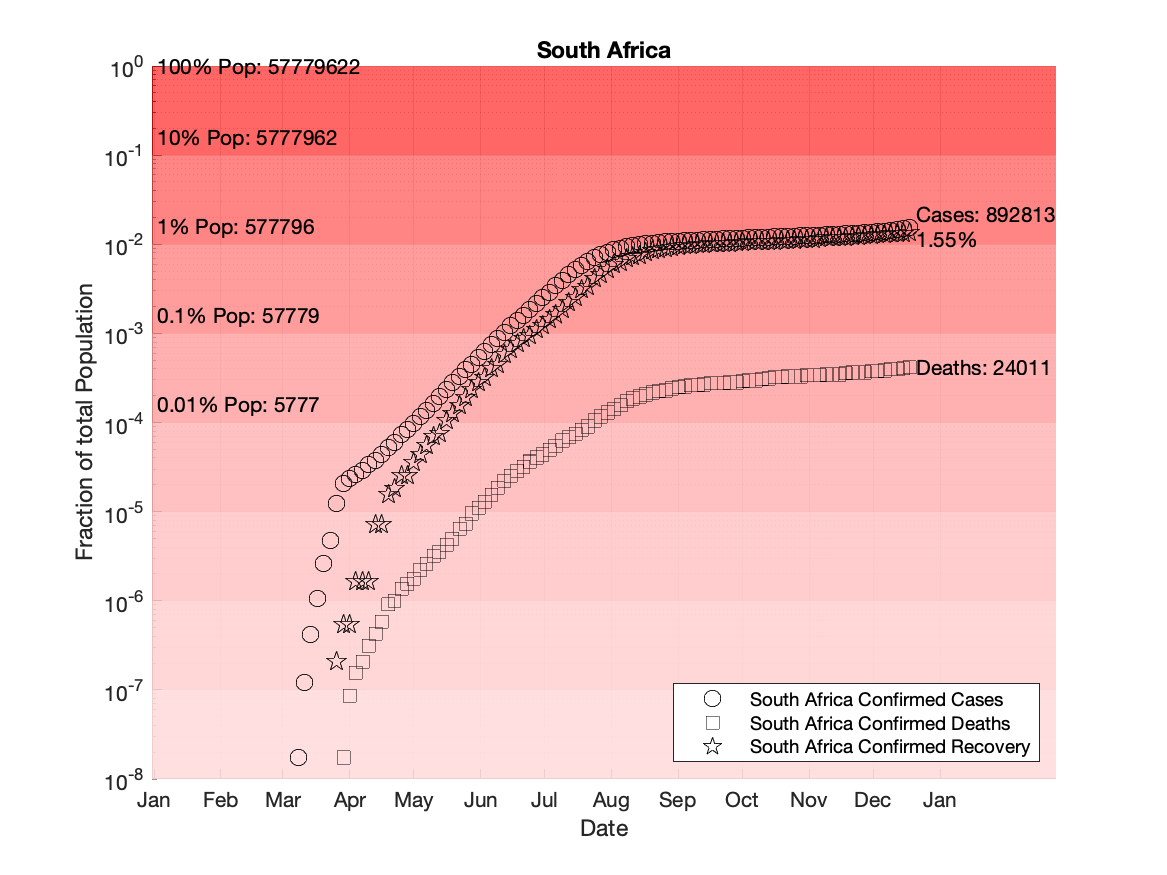 South Africa
10^0
100% Pop: 57779622
10% Pop: 5777962
10^-1
1% Pop: 577796
Cases: 892813
10^-2
1.55%
0.1% Pop: 57779
10^-3
Deaths: 24011
0.01% Pop: 5777
10^-4
10^-5
10^-6
10^-7
10^-8
Fraction of total Population
South Africa Confirmed Cases
South Africa Confirmed Deaths
South Africa Confirmed Recovery
Jan Feb Mar Apr May Jun Jul Aug Sep Oct Nov Dec Jan
Date